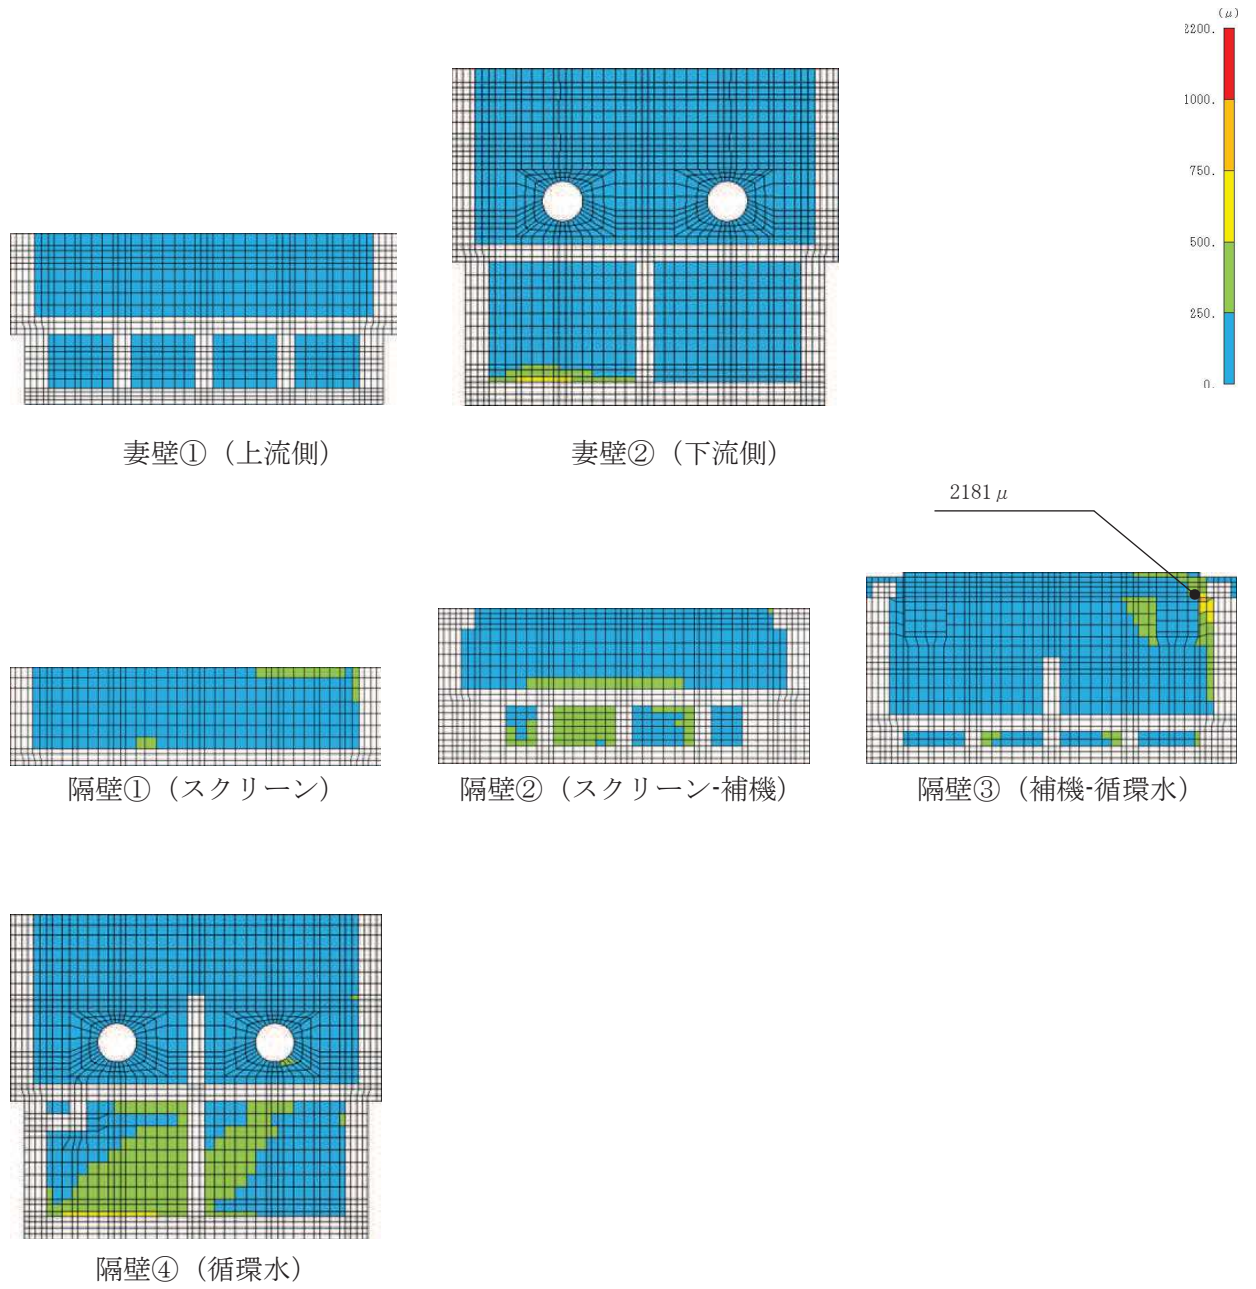 (μ)
2200.
1000.
750.
500.
250.
0.
妻壁①（上流側）
妻壁②（下流側）
2181μ
隔壁①（スクリーン）
隔壁②（スクリーン-補機）
隔壁③（補機-循環水）
隔壁④（循環水）